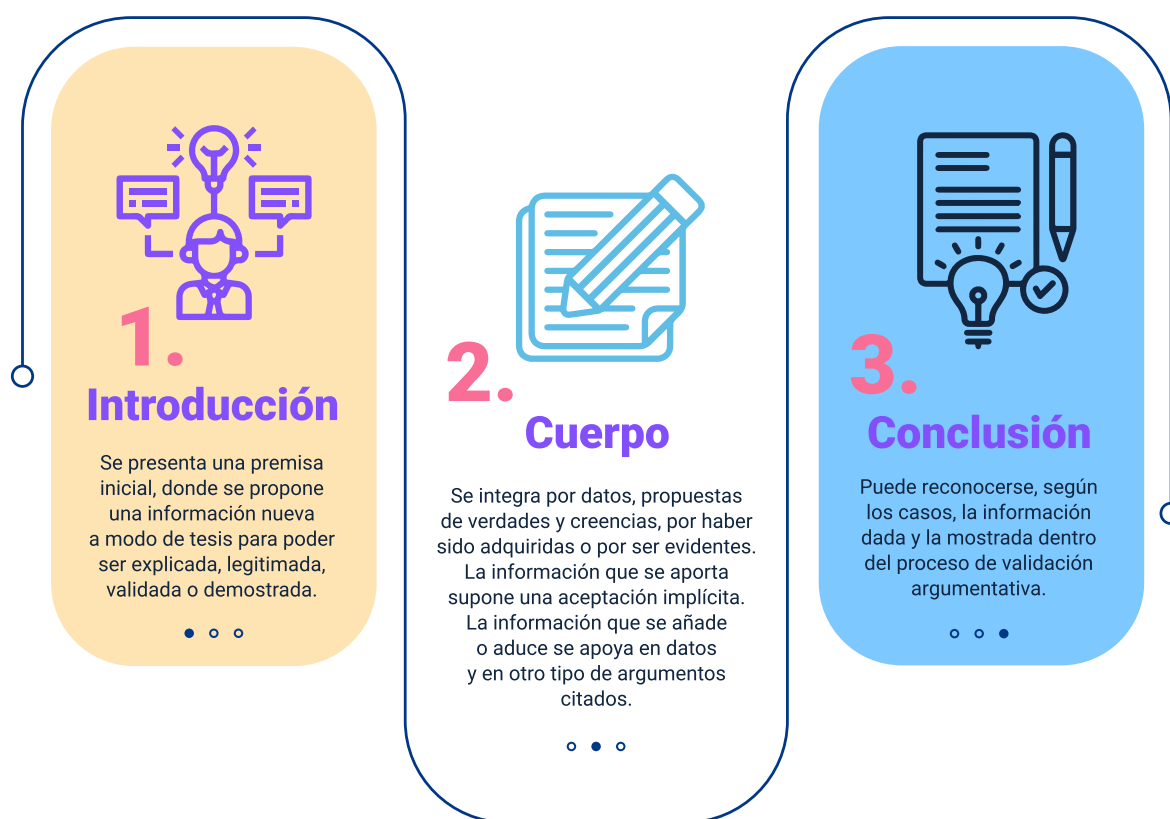 1.
Introducción
Se presenta una premisa
inicial, donde se propone
una información nueva
a modo de tesis para poder
ser explicada, legitimada,
validada o demostrada.
2.
Cuerpo
Se integra por datos, propuestas
de verdades y creencias, por haber
sido adquiridas o por ser evidentes.
La información que se aporta
supone una aceptación implícita.
La información que se añade
o aduce se apoya en datos
y en otro tipo de argumentos
citados.
3.
Conclusión
Puede reconocerse, según
los casos, la información
dada y la mostrada dentro
del proceso de validación
argumentativa.